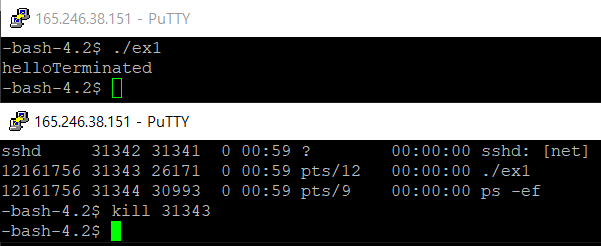 165.246.38.151 - PuTTY
-bash-4.2$ ./ex1
helloTerminated
-bash-4.2$
165.246.38.151 - PuTTY
sshd     31342 31341  0 00:59 ?        00:00:00 sshd: [net]
12161756 31343 26171  0 00:59 pts/12   00:00:00 ./ex1
12161756 31344 30993  0 00:59 pts/9    00:00:00 ps -ef
-bash-4.2$ kill 31343
-bash-4.2$